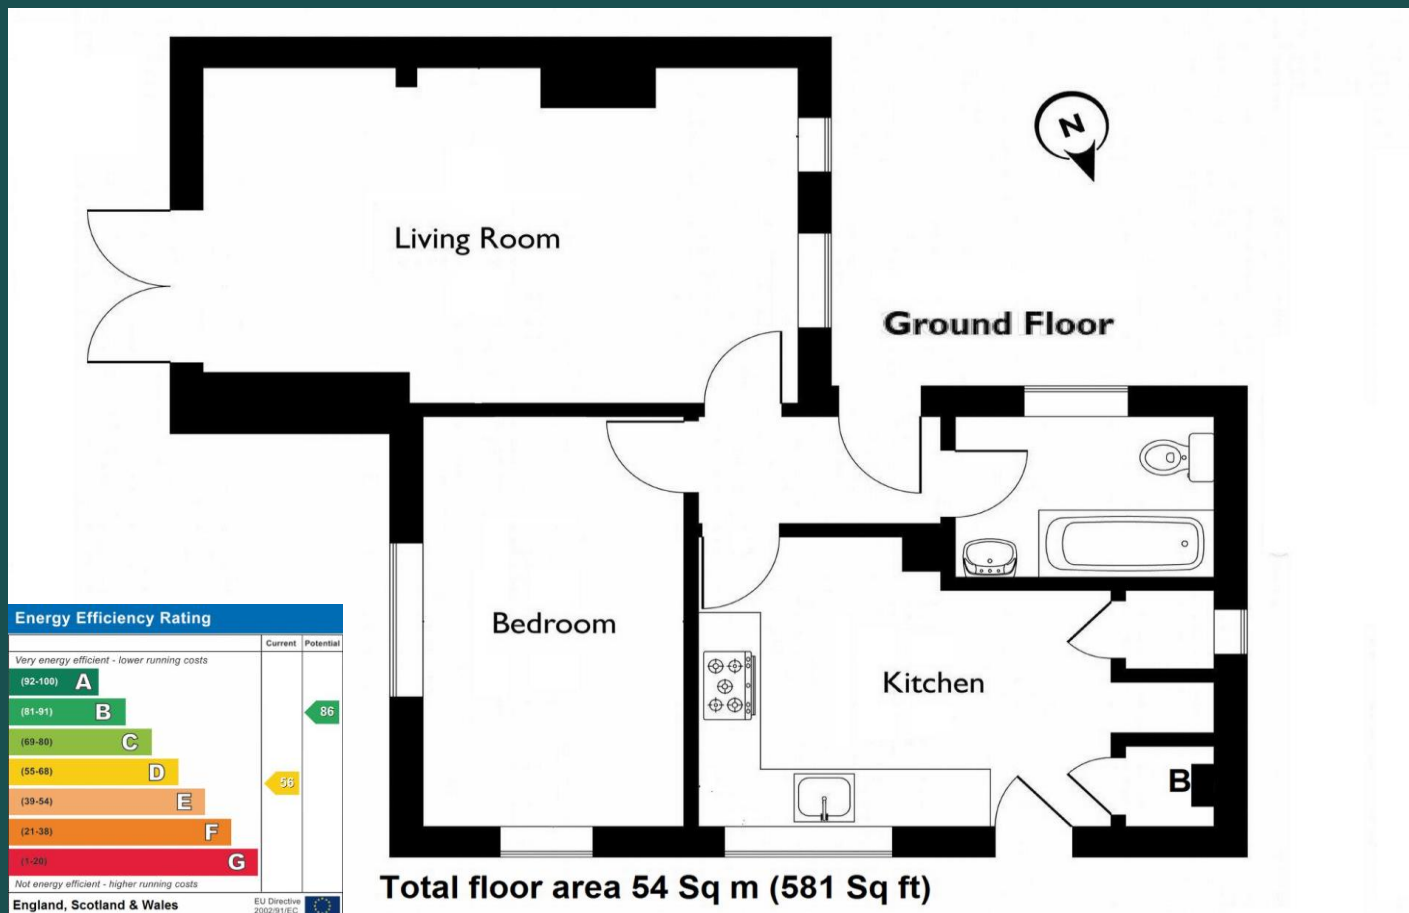 N
Living Room
Ground Floor
Bedroom
Kitchen
B
Total floor area 54 Sq m (581 Sq ft)
Energy Efficiency Rating
Current Potential
Very energy efficient - lower running costs
(92-100) A
(81-91) B
86
(69-80) C
(55-68) D
56
(39-54) E
(21-38) F
(1-20) G
Not energy efficient - higher running costs
England, Scotland & Wales
EU Directive
2002/91/EC